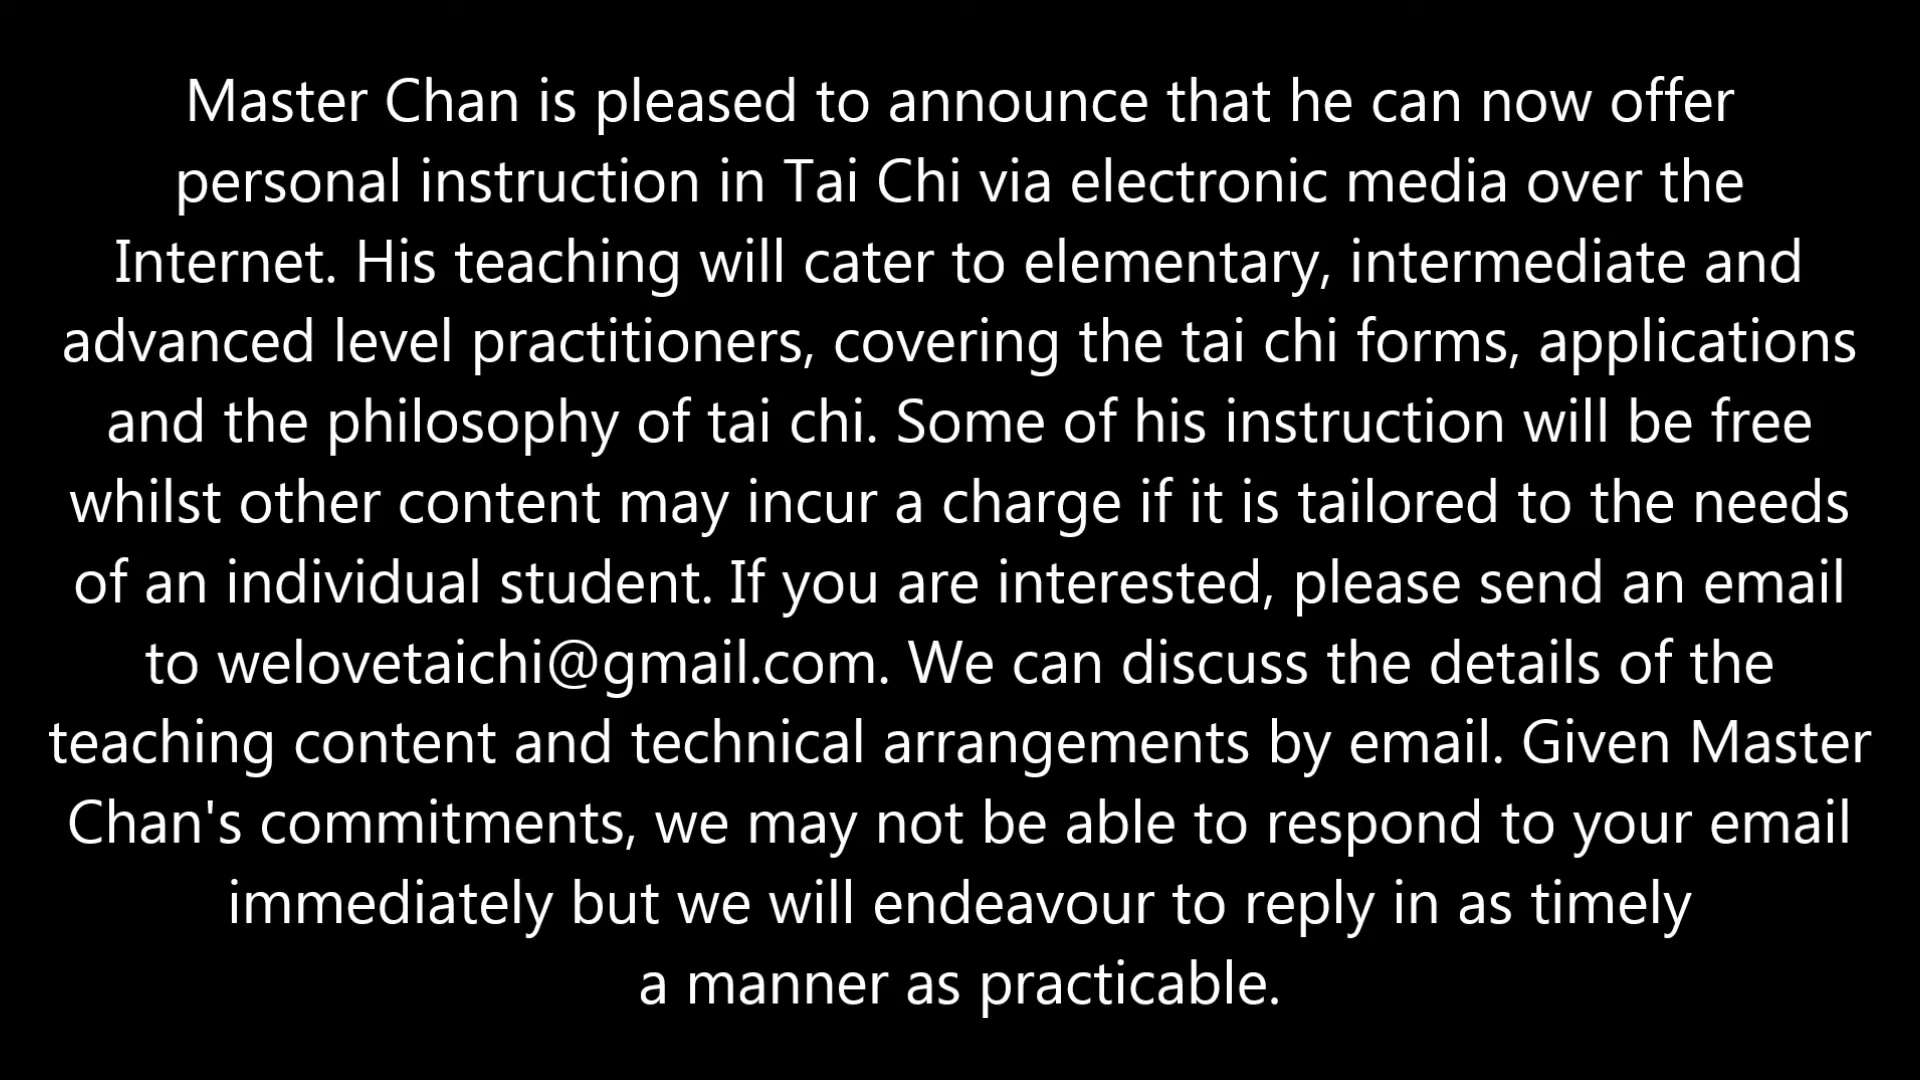 Master Chan is pleased to announce that he can now offer
personal instruction in Tai Chi via electronic media over the
Internet. His teaching will cater to elementary, intermediate and
advanced level practitioners, covering the tai chi forms, applications
and the philosophy of tai chi. Some of his instruction will be free
whilst other content may incur a charge if it is tailored to the needs
of an individual student. If you are interested, please send an email
to welovetaichi@gmail.com. We can discuss the details of the
teaching content and technical arrangements by email. Given Master
Chan's commitments, we may not be able to respond to your email
immediately but we will endeavour to reply in as timely
a manner as practicable.